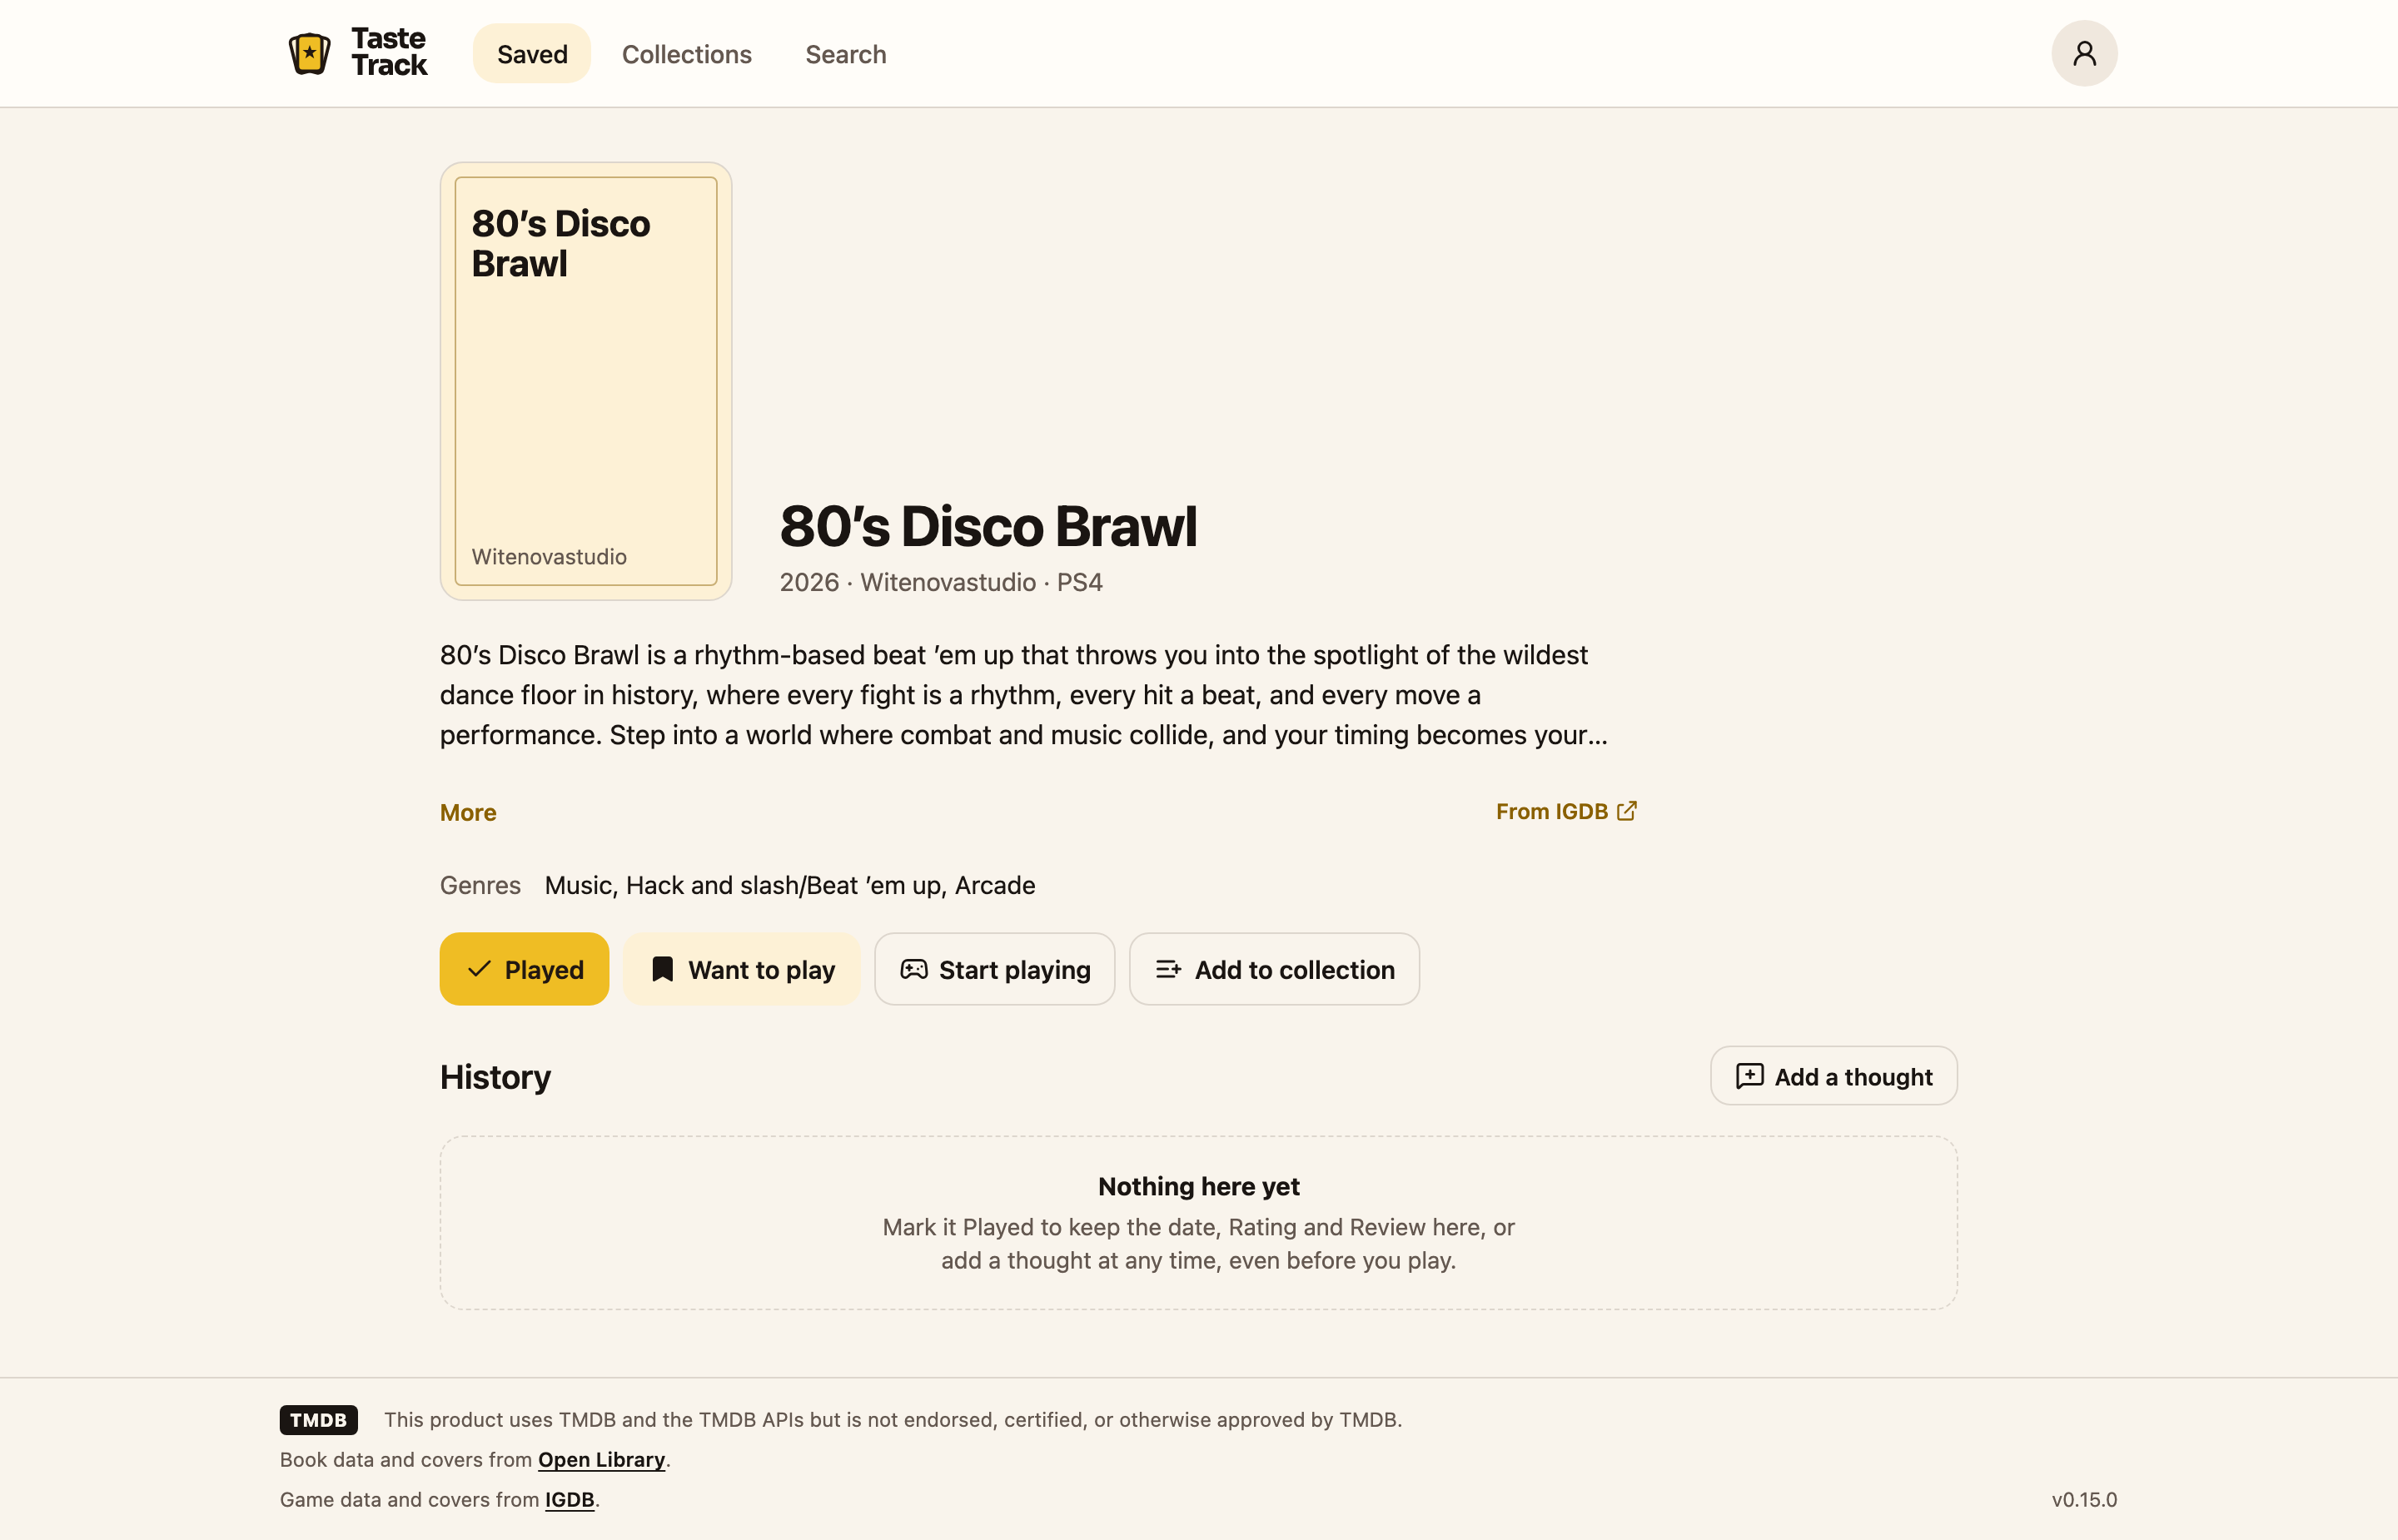 Taste
Track
Saved
Collections
Search
80’s Disco
Brawl
Witenovastudio
80’s Disco Brawl
2026 · Witenovastudio · PS4
80’s Disco Brawl is a rhythm-based beat ’em up that throws you into the spotlight of the wildest
dance floor in history, where every fight is a rhythm, every hit a beat, and every move a
performance. Step into a world where combat and music collide, and your timing becomes your…
More
From IGDB
Genres Music, Hack and slash/Beat ’em up, Arcade
Played
Want to play
Start playing
Add to collection
History
Add a thought
Nothing here yet
Mark it Played to keep the date, Rating and Review here, or
add a thought at any time, even before you play.
TMDB This product uses TMDB and the TMDB APIs but is not endorsed, certified, or otherwise approved by TMDB.
Book data and covers from Open Library.
Game data and covers from IGDB.
v0.15.0